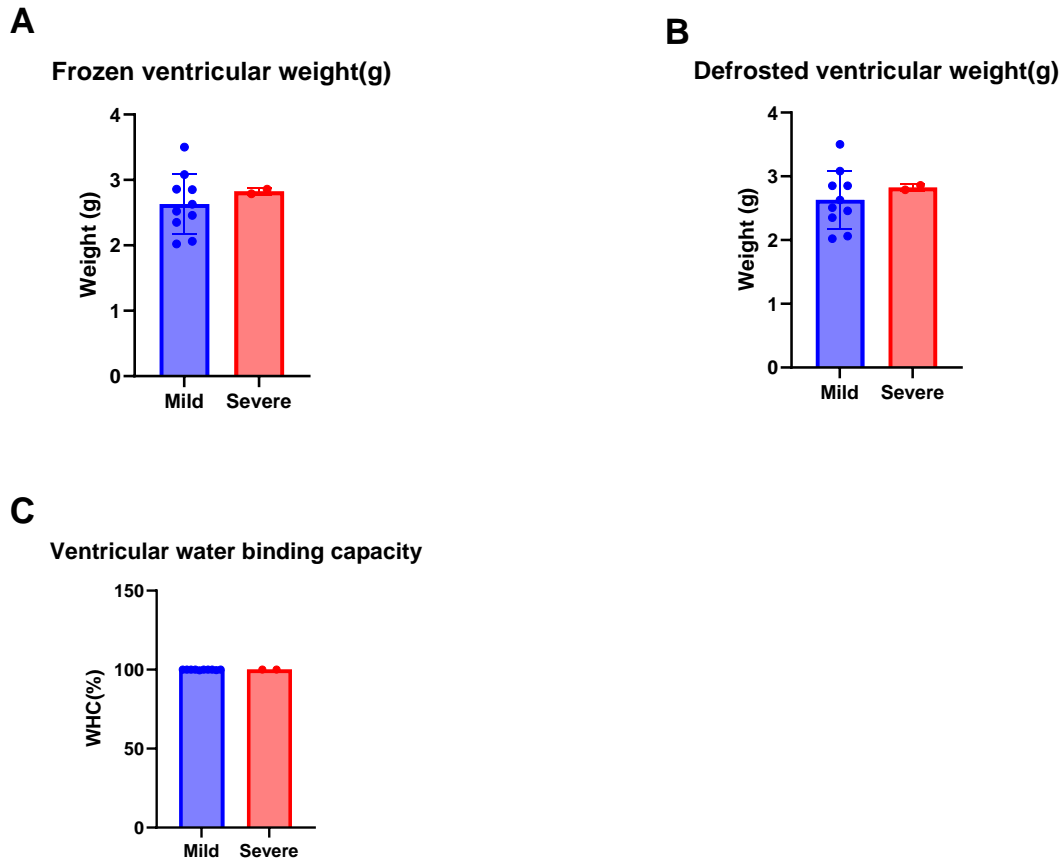 A
Frozen ventricular weight(g)
4
3
2
1
0
Weight (g)
Mild Severe
B
Defrosted ventricular weight(g)
4
3
2
1
0
Weight (g)
Mild Severe
C
Ventricular water binding capacity
150
100
50
0
WHC(%)
Mild Severe